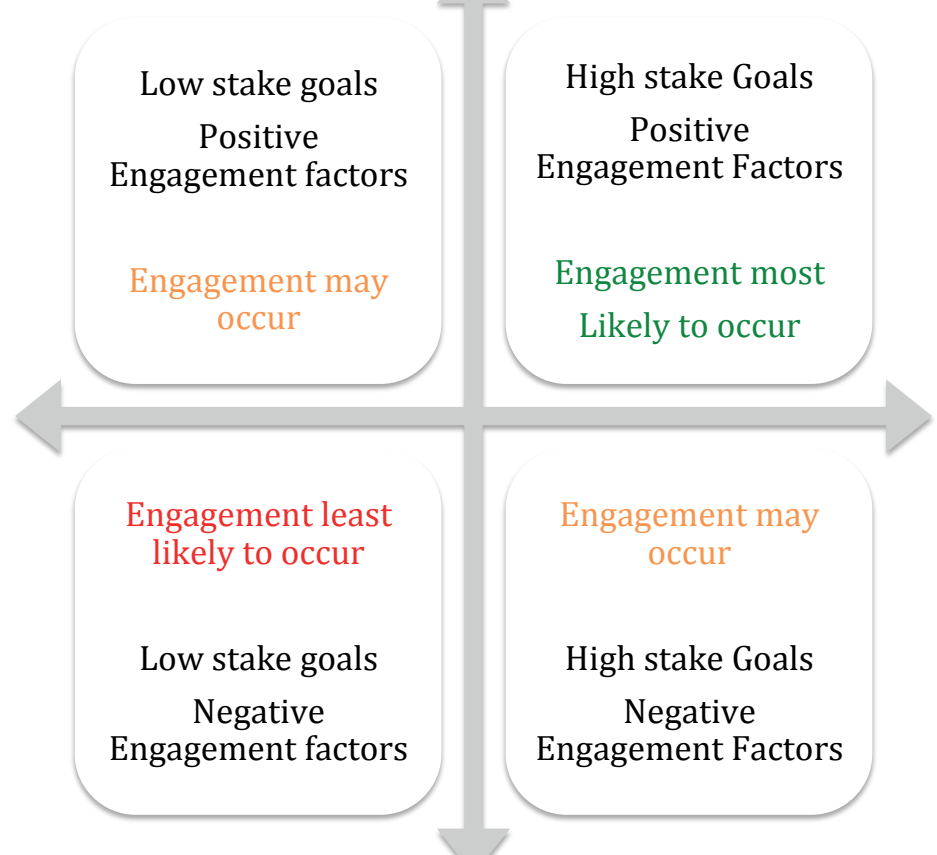 Low stake goals
Positive
Engagement factors
Engagement may
occur
High stake Goals
Positive
Engagement Factors
Engagement most
Likely to occur
Engagement least
likely to occur
Low stake goals
Negative
Engagement factors
Engagement may
occur
High stake Goals
Negative
Engagement Factors